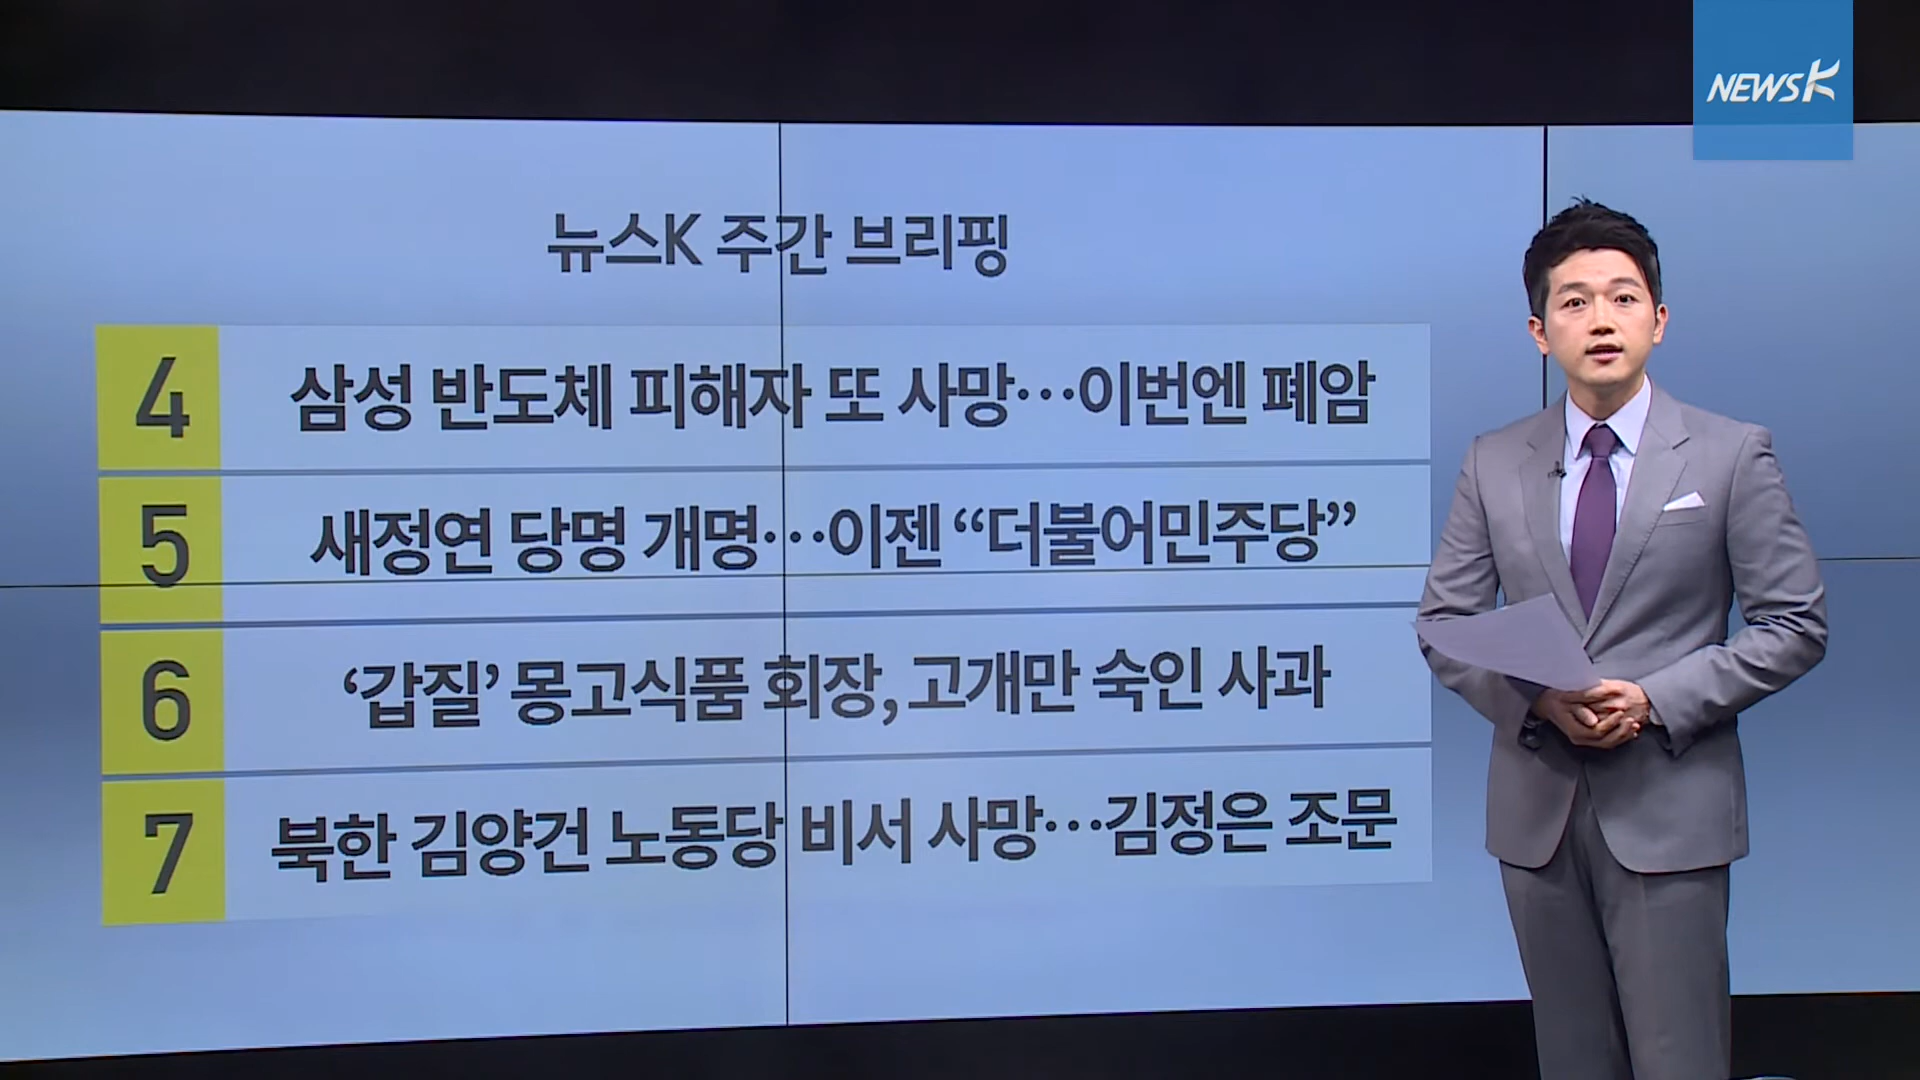 NEWSK
뉴스K 주간 브리핑
4 삼성 반도체 피해자 또 사망…이번엔 폐암
5 새정연 당명 개명…이젠 “더불어민주당”
6 ‘갑질’ 몽고식품 회장, 고개만 숙인 사과
7 북한 김양건 노동당 비서 사망…김정은 조문